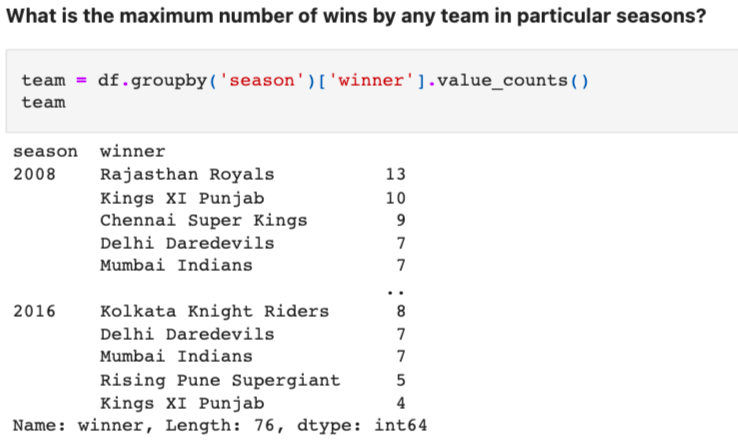 What is the maximum number of wins by any team in particular seasons?
team = df.groupby('season')['winner'].value_counts()
team
season  winner
2008    Rajasthan Royals          13
        Kings XI Punjab           10
        Chennai Super Kings        9
        Delhi Daredevils           7
        Mumbai Indians             7
                                  ..
2016    Kolkata Knight Riders      8
        Delhi Daredevils           7
        Mumbai Indians             7
        Rising Pune Supergiant     5
        Kings XI Punjab            4
Name: winner, Length: 76, dtype: int64